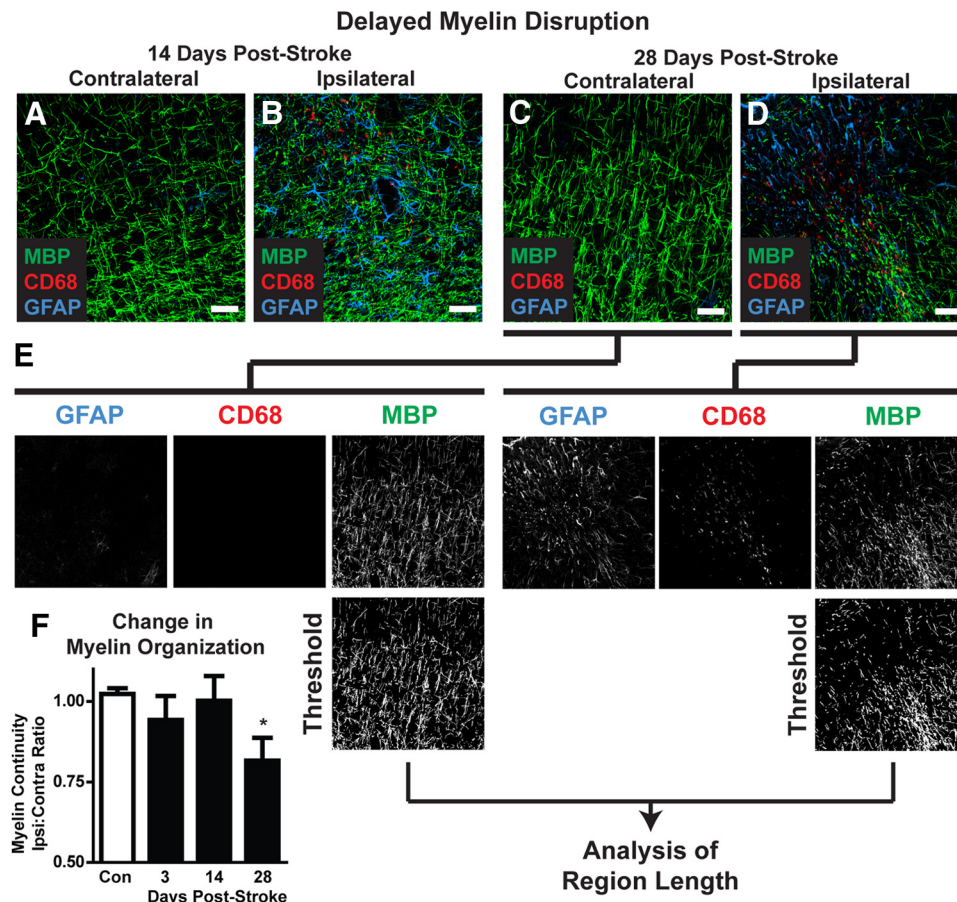 Delayed Myelin Disruption
14 Days Post-Stroke
Contralateral
Ipsilateral
28 Days Post-Stroke
Contralateral
Ipsilateral
A
MBP
CD68
GFAP
B
MBP
CD68
GFAP
C
MBP
CD68
GFAP
D
MBP
CD68
GFAP
E
GFAP
CD68
MBP
GFAP
CD68
MBP
Threshold
Threshold
Analysis of
Region Length
F
Change in
Myelin Organization
Myelin Continuity
Ipsi:Contra Ratio
1.00
0.75
0.50
*
Con
3
14
28
Days Post-Stroke